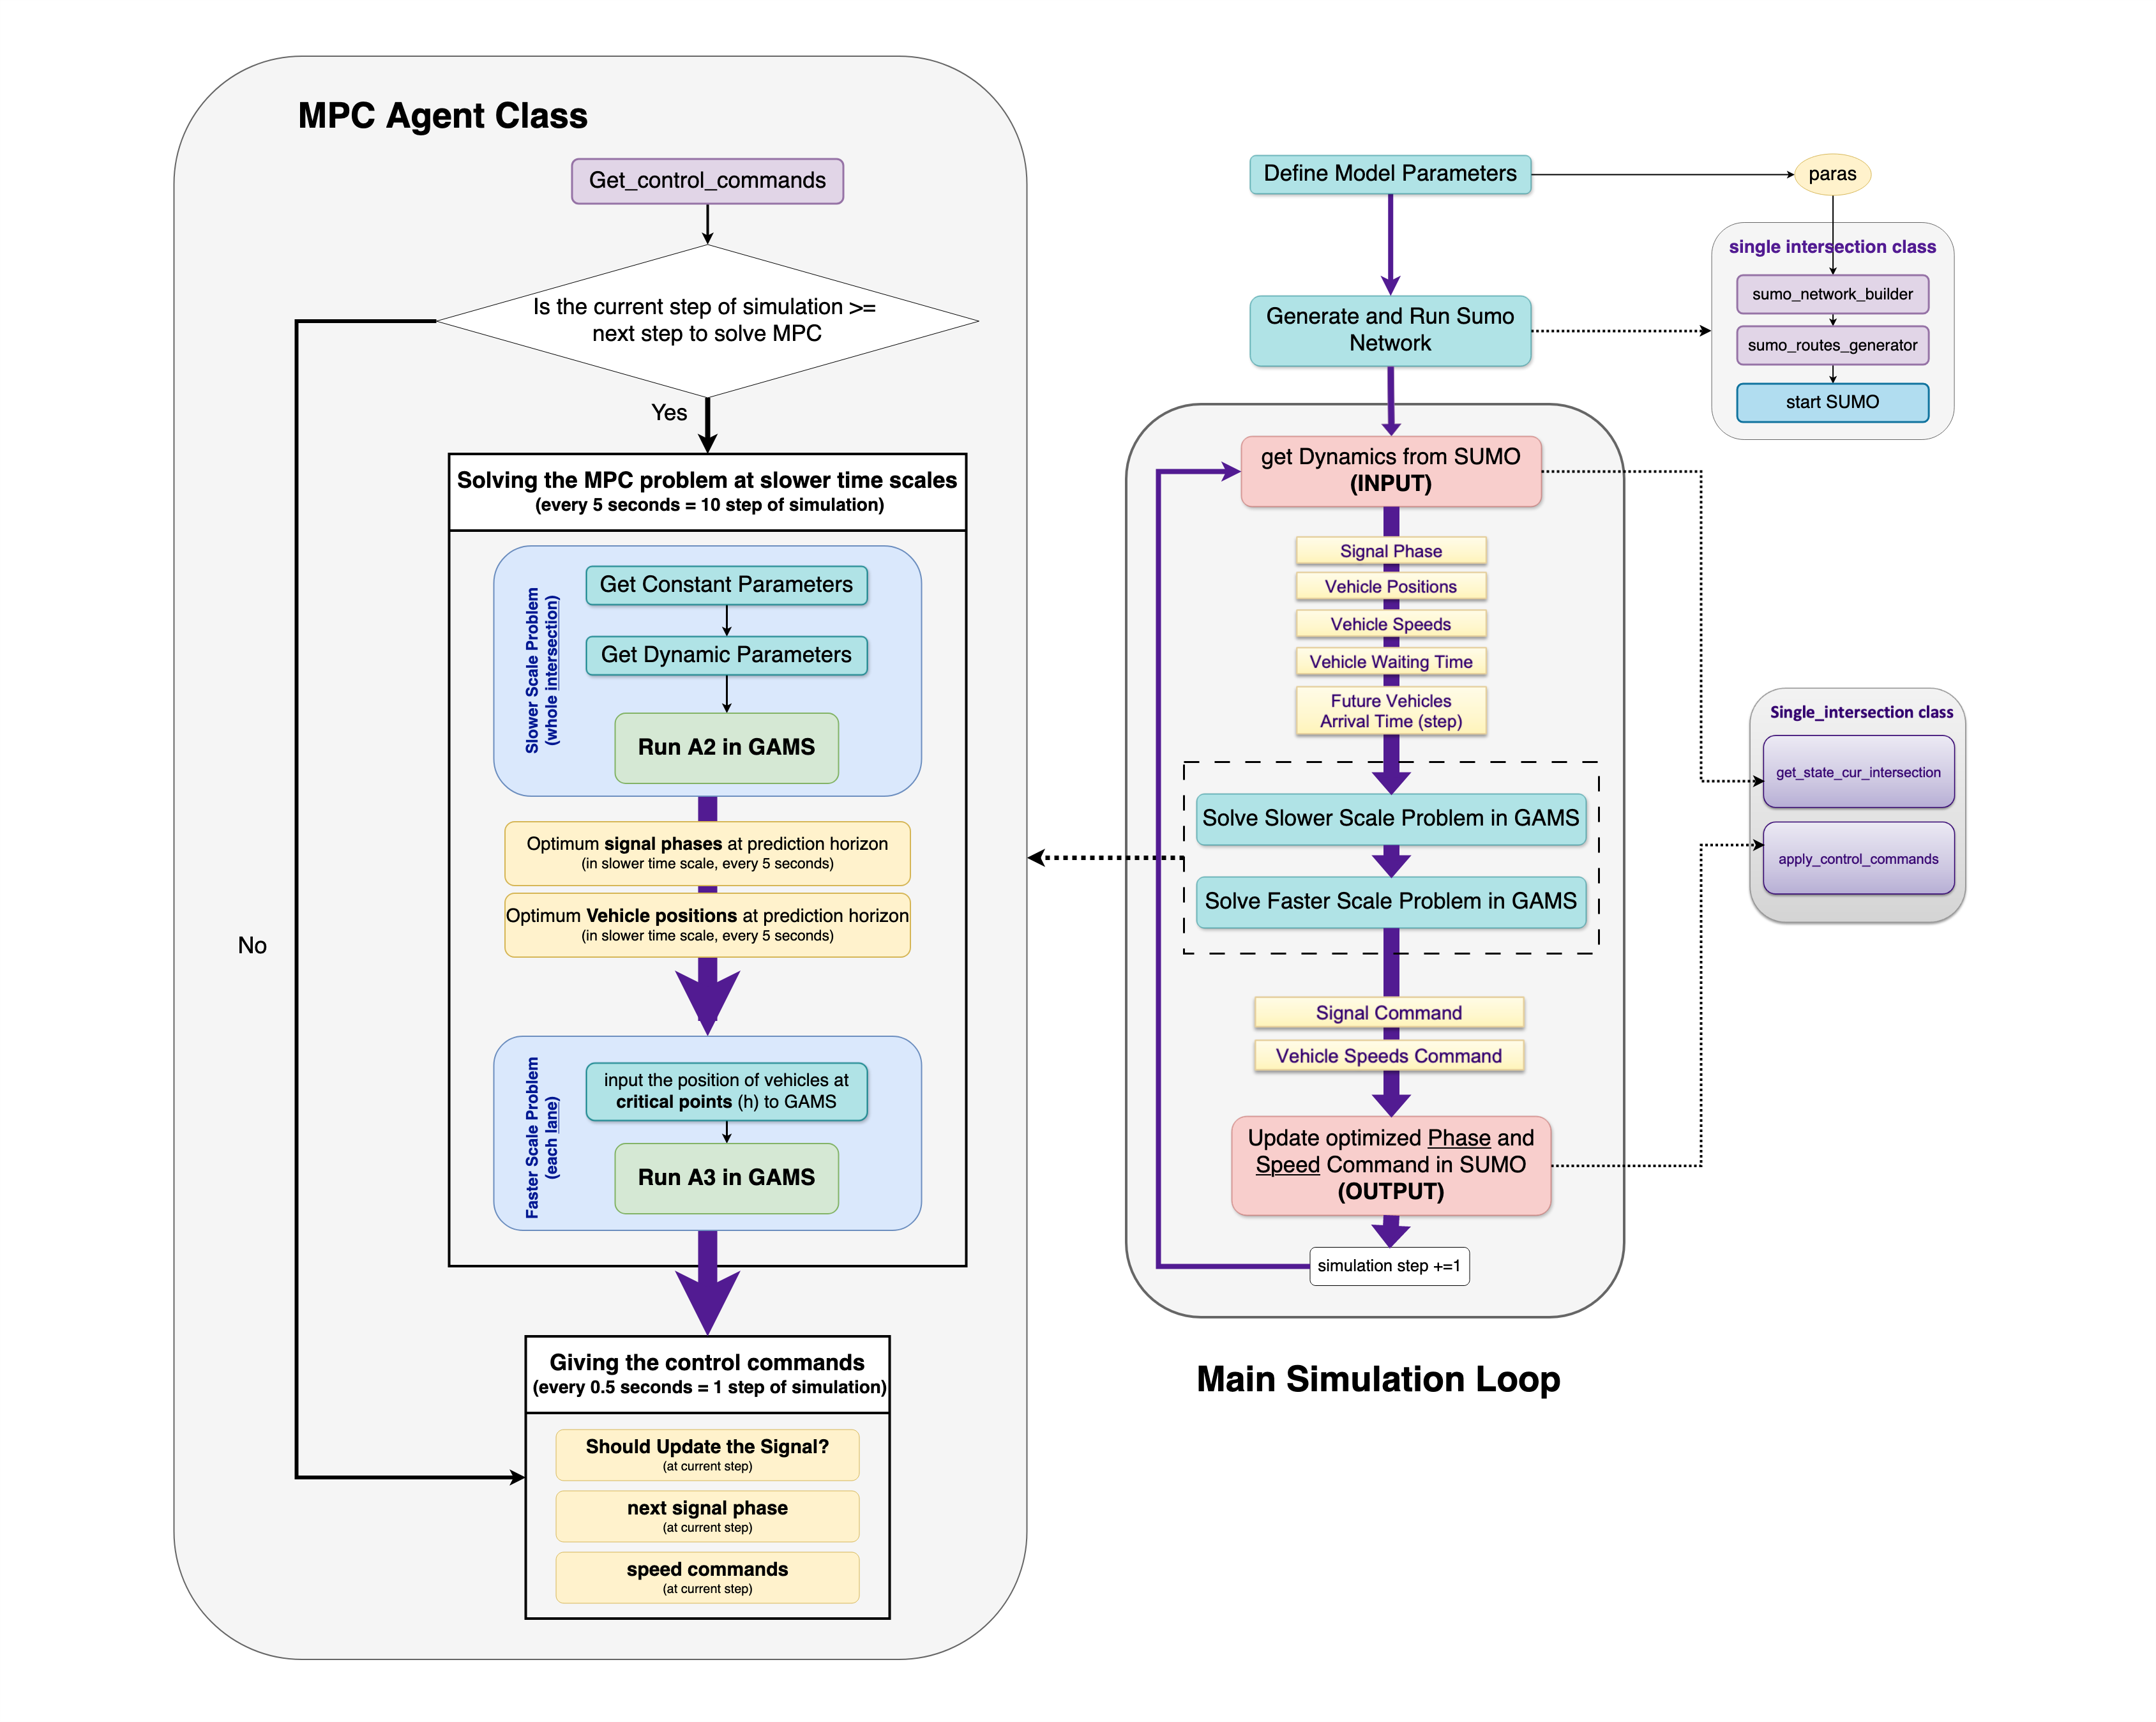 MPC Agent Class
Get_control_commands
Is the current step of simulation >=
next step to solve MPC
Yes
No
Solving the MPC problem at slower time scales
(every 5 seconds = 10 step of simulation)
Slower Scale Problem
(whole intersection)
Get Constant Parameters
Get Dynamic Parameters
Run A2 in GAMS
Optimum signal phases at prediction horizon
(in slower time scale, every 5 seconds)
Optimum Vehicle positions at prediction horizon
(in slower time scale, every 5 seconds)
Faster Scale Problem
(each lane)
input the position of vehicles at
critical points (h) to GAMS
Run A3 in GAMS
Giving the control commands
(every 0.5 seconds = 1 step of simulation)
Should Update the Signal?
(at current step)
next signal phase
(at current step)
speed commands
(at current step)
Define Model Parameters
paras
Generate and Run Sumo
Network
single intersection class
sumo_network_builder
sumo_routes_generator
start SUMO
get Dynamics from SUMO
(INPUT)
Signal Phase
Vehicle Positions
Vehicle Speeds
Vehicle Waiting Time
Future Vehicles
Arrival Time (step)
Solve Slower Scale Problem in GAMS
Solve Faster Scale Problem in GAMS
Signal Command
Vehicle Speeds Command
Update optimized Phase and
Speed Command in SUMO
(OUTPUT)
simulation step +=1
Single_intersection class
get_state_cur_intersection
apply_control_commands
Main Simulation Loop